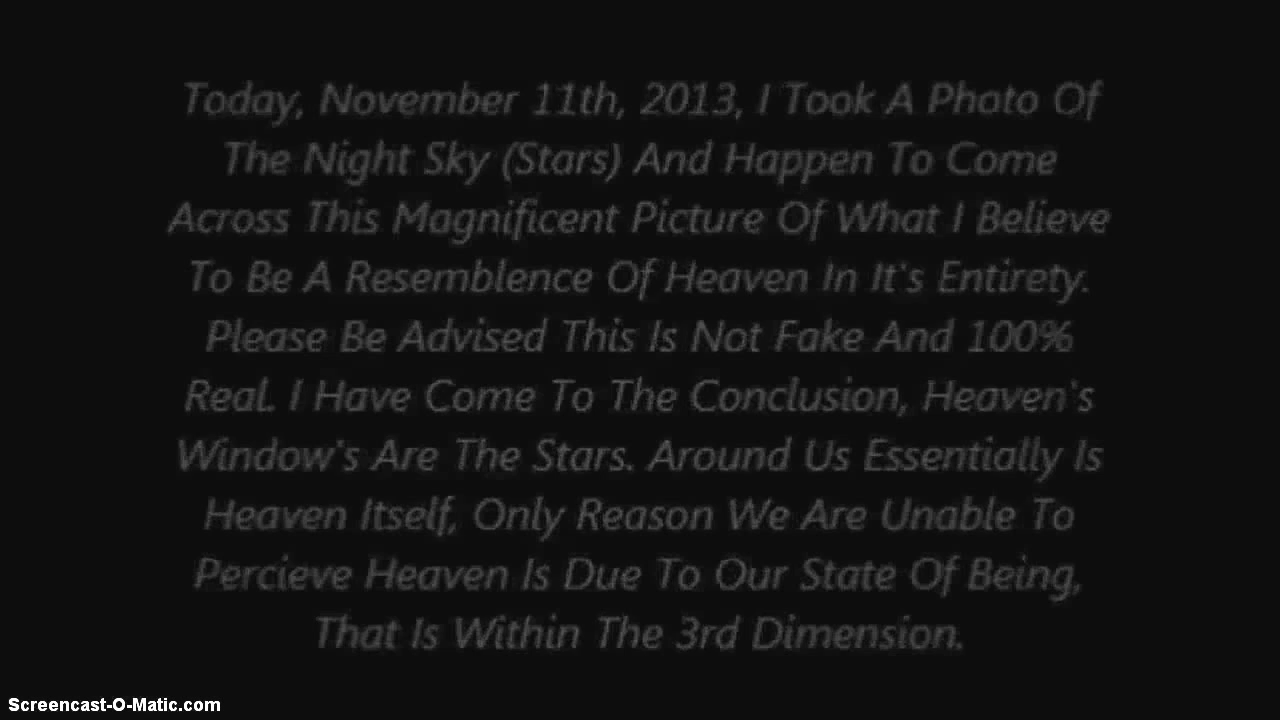 Today, November 11th, 2013, I Took A Photo Of
The Night Sky (Stars) And Happen To Come
Across This Magnificent Picture Of What I Believe
To Be A Resemblence Of Heaven In It's Entirety.
Please Be Advised This Is Not Fake And 100%
Real. I Have Come To The Conclusion, Heaven's
Window's Are The Stars. Around Us Essentially Is
Heaven Itself, Only Reason We Are Unable To
Percieve Heaven Is Due To Our State Of Being,
That Is Within The 3rd Dimension.
Screencast-O-Matic.com